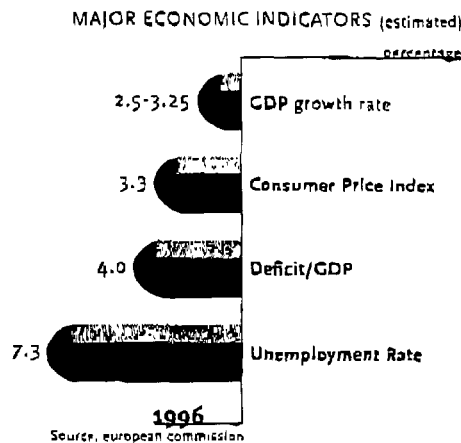 MAJOR ECONOMIC INDICATORS (estimated)
percentage
2.5-3.25 GDP growth rate
3.3 Consumer Price Index
4.0 Deficit/GDP
7.3 Unemployment Rate
1996
Source, european commission